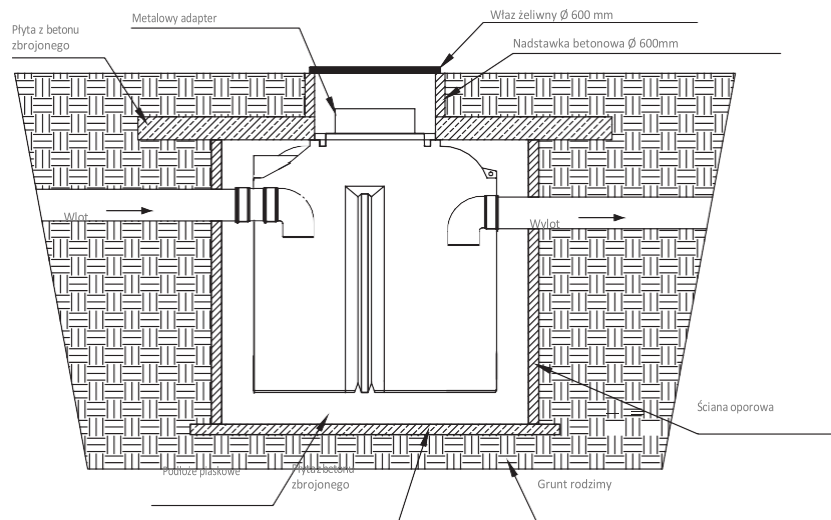 Metalowy adapter
Właz żeliwny Ø 600 mm
Płyta z betonu
zbrojonego
Nadstawka betonowa Ø 600mm
Wlot
Wylot
Ściana oporowa
Podłoże piaskowe
Płyta z betonu
zbrojonego
Grunt rodzimy